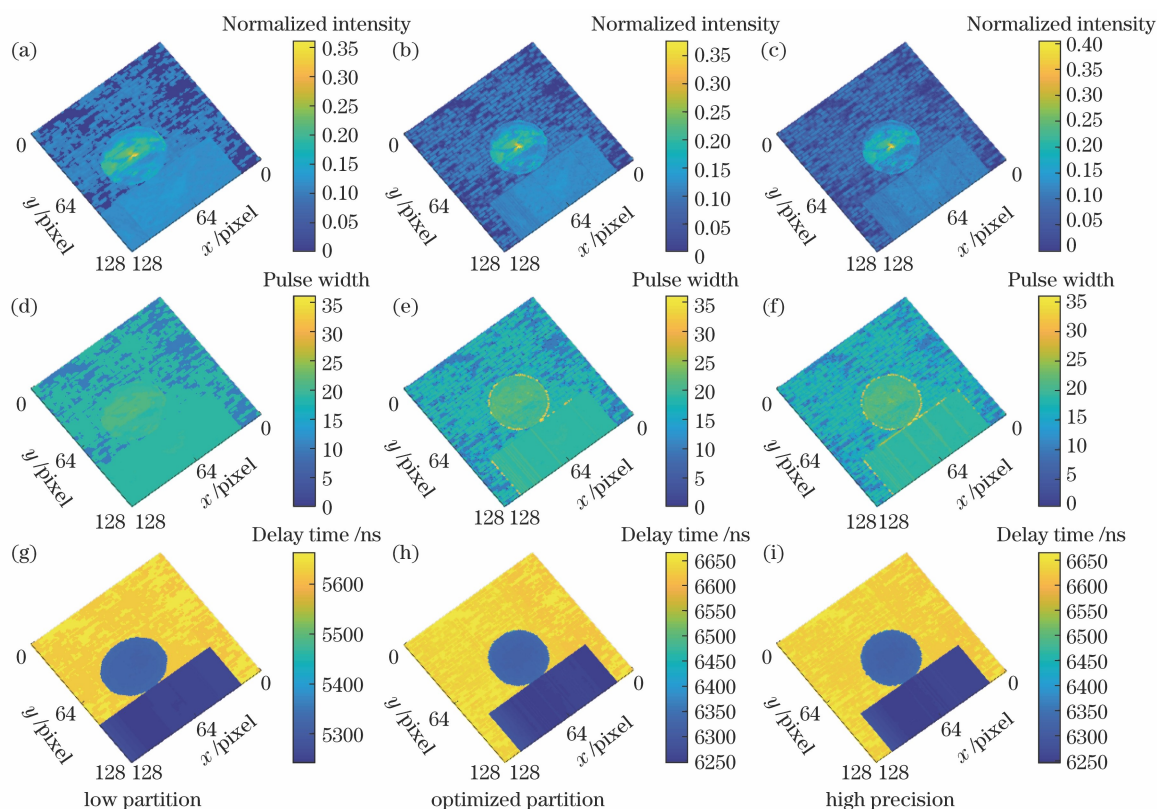 Normalized intensity
Normalized intensity
Normalized intensity
(a)
0.35
0.30
0.25
0.20
0.15
0.10
0.05
0
0
64
y /pixel
128 128
64
x /pixel
0
(b)
0.35
0.30
0.25
0.20
0.15
0.10
0.05
0
0
64
y /pixel
128 128
64
x /pixel
0
(c)
0.40
0.35
0.30
0.25
0.20
0.15
0.10
0.05
0
0
64
y /pixel
128 128
64
x /pixel
0
Pulse width
Pulse width
Pulse width
(d)
35
30
25
20
15
10
5
0
0
64
y /pixel
128 128
64
x /pixel
0
(e)
35
30
25
20
15
10
5
0
0
64
y /pixel
128 128
64
x /pixel
0
(f)
35
30
25
20
15
10
5
0
0
64
y /pixel
128128
64
x /pixel
0
Delay time /ns
Delay time /ns
Delay time /ns
(g)
5600
5500
5400
5300
0
64
y /pixel
128 128
64
x /pixel
0
(h)
6650
6600
6550
6500
6450
6400
6350
6300
6250
0
64
y /pixel
128 128
64
x /pixel
0
(i)
6650
6600
6550
6500
6450
6400
6350
6300
6250
0
64
y /pixel
128 128
64
x /pixel
0
low partition
optimized partition
high precision